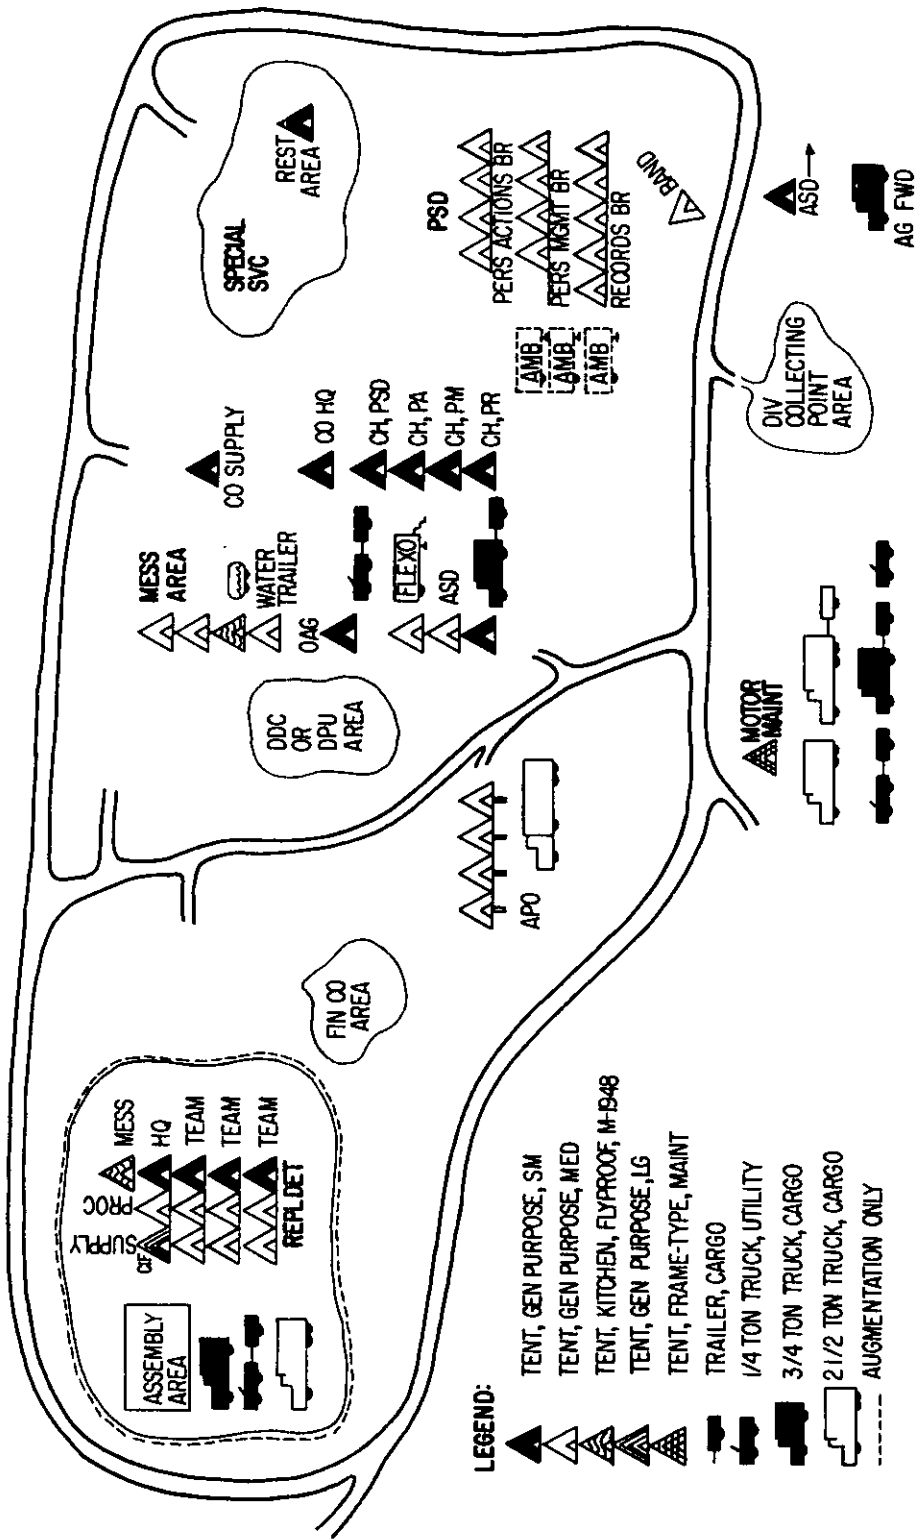 ASSEMBLY
AREA
SUPPLY
PROC
MESS
CIF
HQ
TEAM
TEAM
TEAM
REPL DET
FIN CO
AREA
DDC
OR
DPU
AREA
MESS
AREA
WATER
TRAILER
OAG
FLEXO
ASD
CO SUPPLY
CO HQ
CH, PSD
CH, PA
CH, PM
CH, PR
SPECIAL
SVC
REST
AREA
PSD
PERS ACTIONS BR
PERS MGMT BR
RECORDS BR
AMB
AMB
AMB
BAND
APO
MOTOR
MAINT
DIV
COLLECTING
POINT
AREA
ASD
AG FWD
LEGEND:
TENT, GEN PURPOSE, SM
TENT, GEN PURPOSE, MED
TENT, KITCHEN, FLYPROOF, M-1948
TENT, GEN PURPOSE, LG
TENT, FRAME-TYPE, MAINT
TRAILER, CARGO
1/4 TON TRUCK, UTILITY
3/4 TON TRUCK, CARGO
2 1/2 TON TRUCK, CARGO
AUGMENTATION ONLY